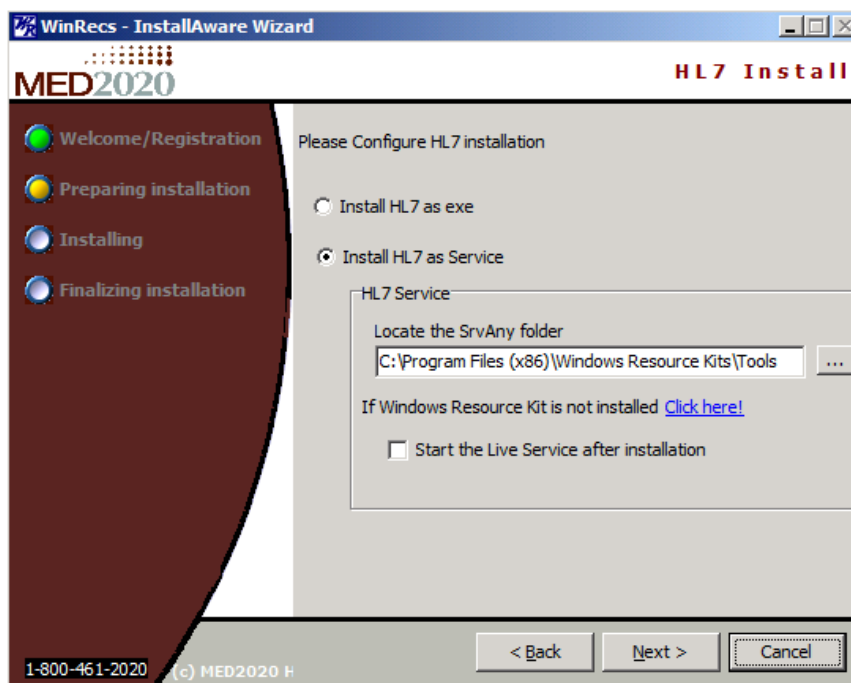 WinRecs - InstallAware Wizard
MED2020
HL7 Install
Welcome/Registration
Preparing installation
Installing
Finalizing installation
Please Configure HL7 installation
Install HL7 as exe
Install HL7 as Service
HL7 Service
Locate the SrvAny folder
C:\Program Files (x86)\Windows Resource Kits\Tools
...
If Windows Resource Kit is not installed Click here!
Start the Live Service after installation
< Back
Next >
Cancel
1-800-461-2020
(c) MED2020 H